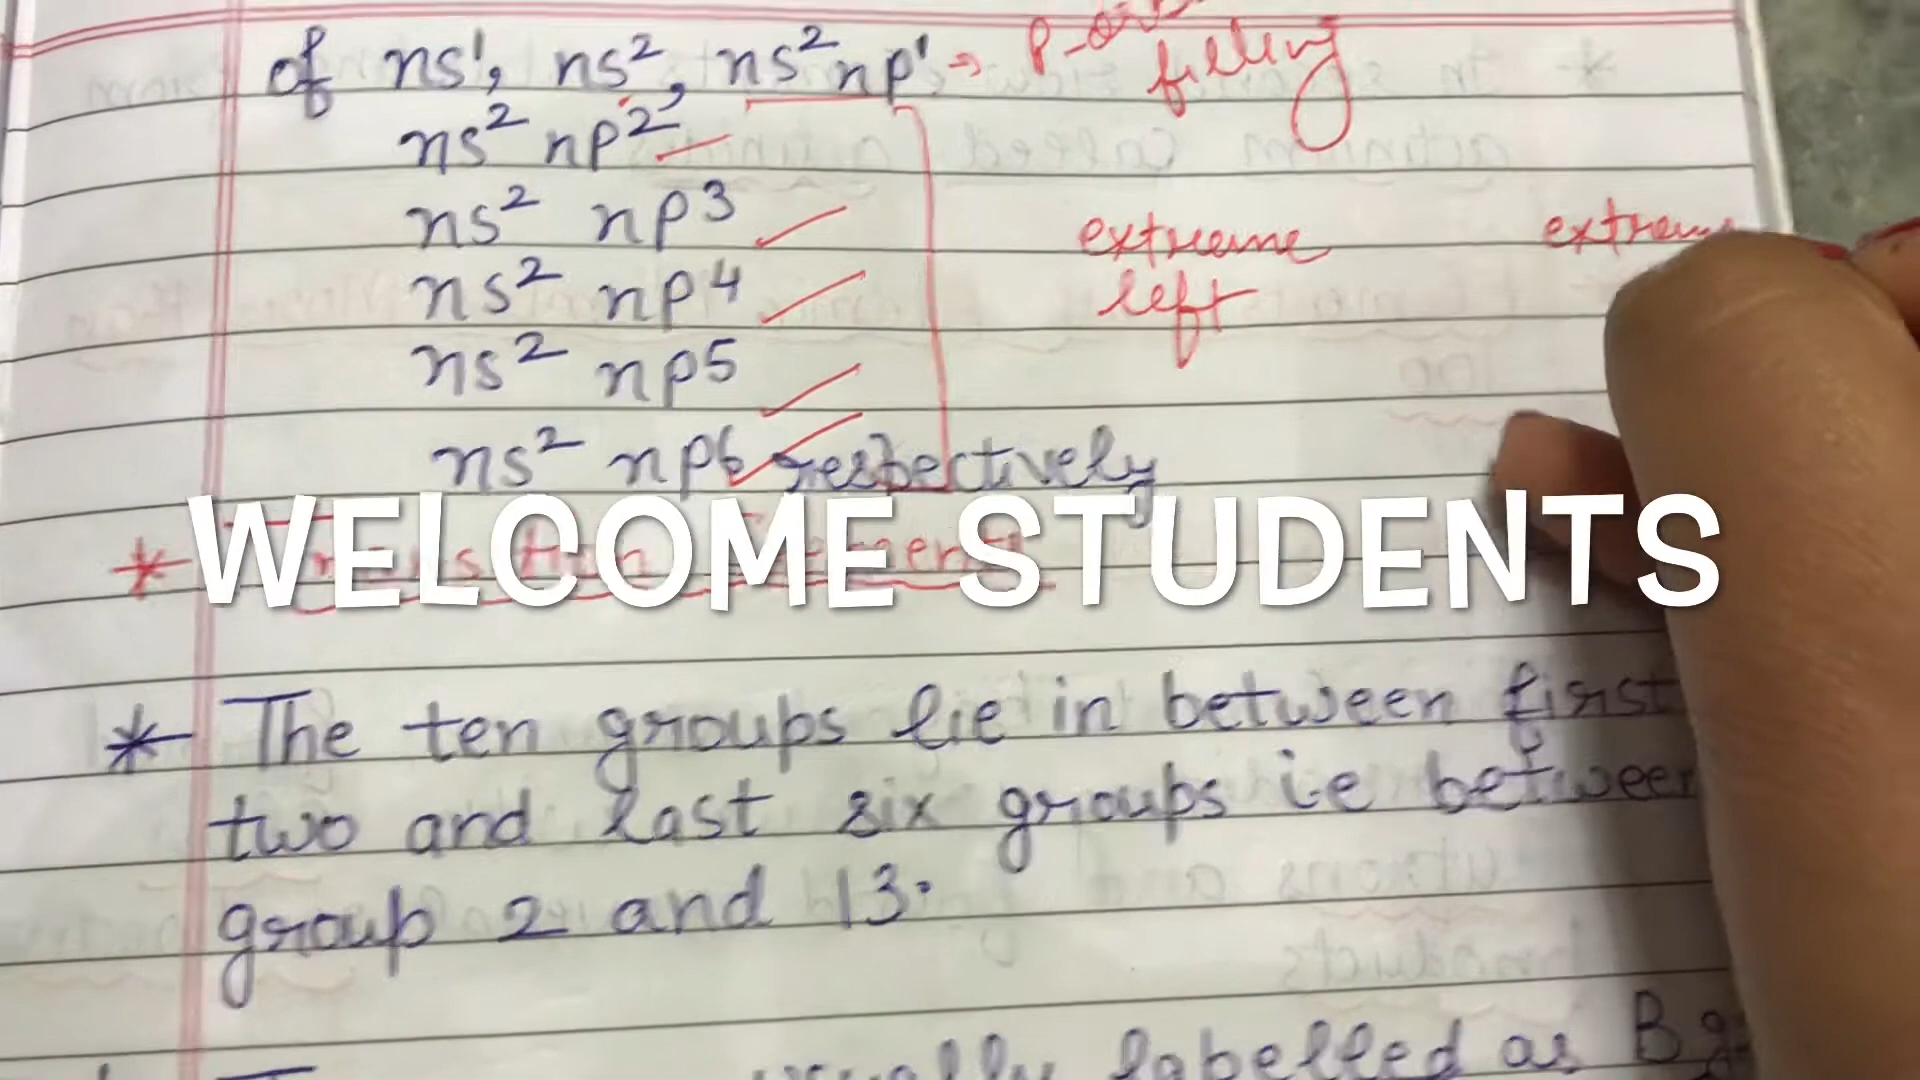 of ns¹, ns², ns² np¹ → P-
filling
ns² np²
ns² np3
extreme
left
ns² np4
ns² np5
ns² np6 respectively
WELCOME STUDENTS
* Transition Elements
* The ten groups lie in between first
two and last six groups i.e between
group 2 and 13.
labelled as B